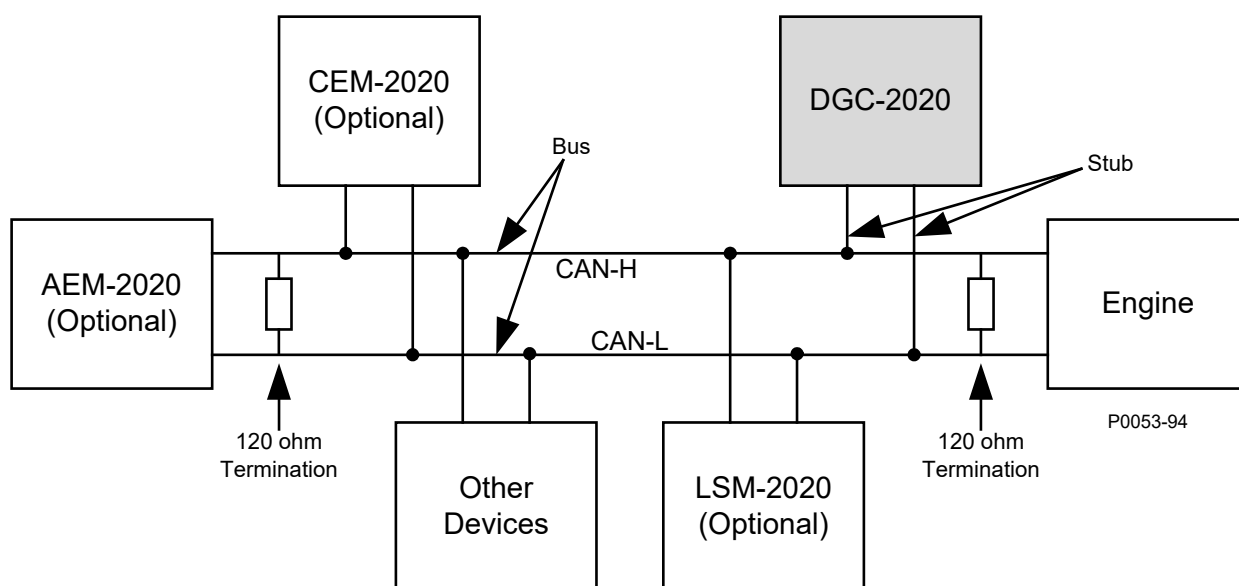 CEM-2020
(Optional)
DGC-2020
Bus
Stub
AEM-2020
(Optional)
CAN-H
Engine
CAN-L
P0053-94
120 ohm
Termination
Other
Devices
LSM-2020
(Optional)
120 ohm
Termination